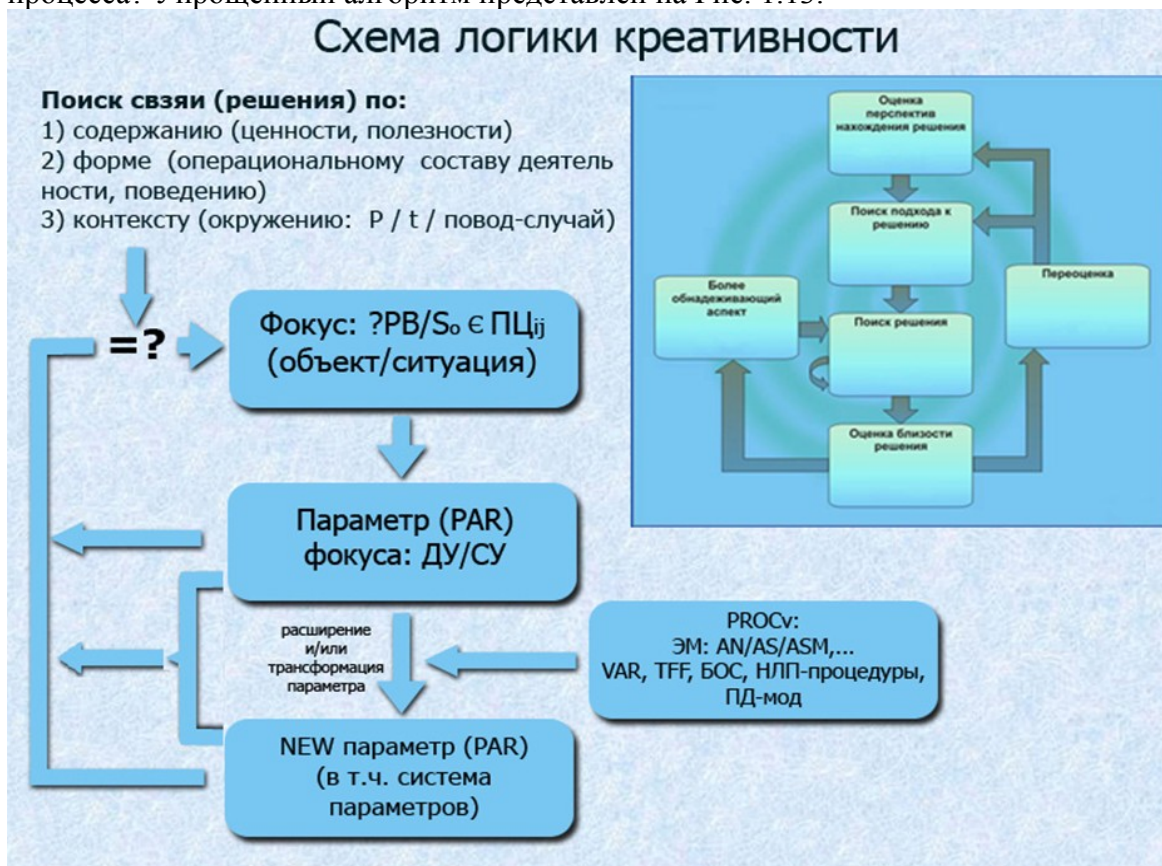 процесса? Упрощенный алгоритм представлен на Рис. 1.13.
Схема логики креативности
Поиск свзяи (решения) по:
1) содержанию (ценности, полезности)
2) форме (операциональному составу деятель
ности, поведению)
3) контексту (окружению: P / t / повод-случай)
=?
Фокус: ?РВ/Sо Є ПЦij
(объект/ситуация)
Параметр (PAR)
фокуса: ДУ/СУ
расширение
и/или
трансформация
параметра
PROCv:
ЭМ: AN/AS/ASM,...
VAR, TFF, БОС, НЛП-процедуры,
ПД-мод
NEW параметр (PAR)
(в т.ч. система
параметров)
Оценка
перспектив
нахождения решения
Поиск подхода к
решению
Более
обнадеживающий
аспект
Поиск решения
Переоценка
Оценка близости
решения